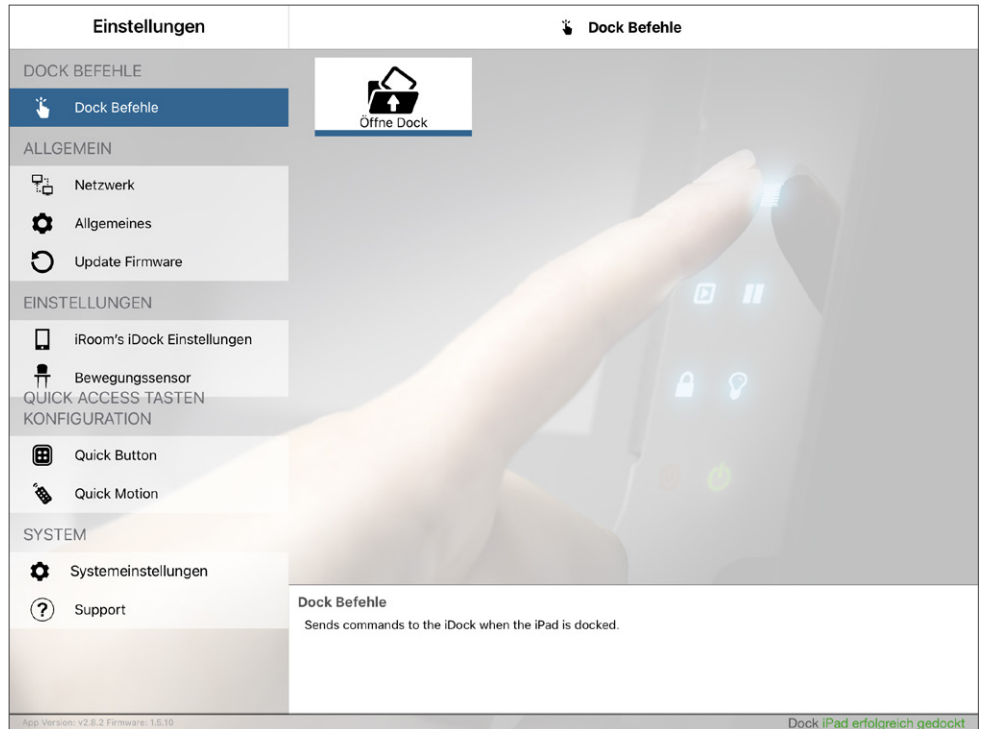 Einstellungen
Dock Befehle
DOCK BEFEHLE
Dock Befehle
Öffne Dock
ALLGEMEIN
Netzwerk
Allgemeines
Update Firmware
EINSTELLUNGEN
iRoom's iDock Einstellungen
Bewegungssensor
QUICK ACCESS TASTEN
KONFIGURATION
Quick Button
Quick Motion
SYSTEM
Systemeinstellungen
Support
Dock Befehle
Sends commands to the iDock when the iPad is docked.
App Version: v2.8.2 Firmware: 1.5.10
Dock iPad erfolgreich gedockt